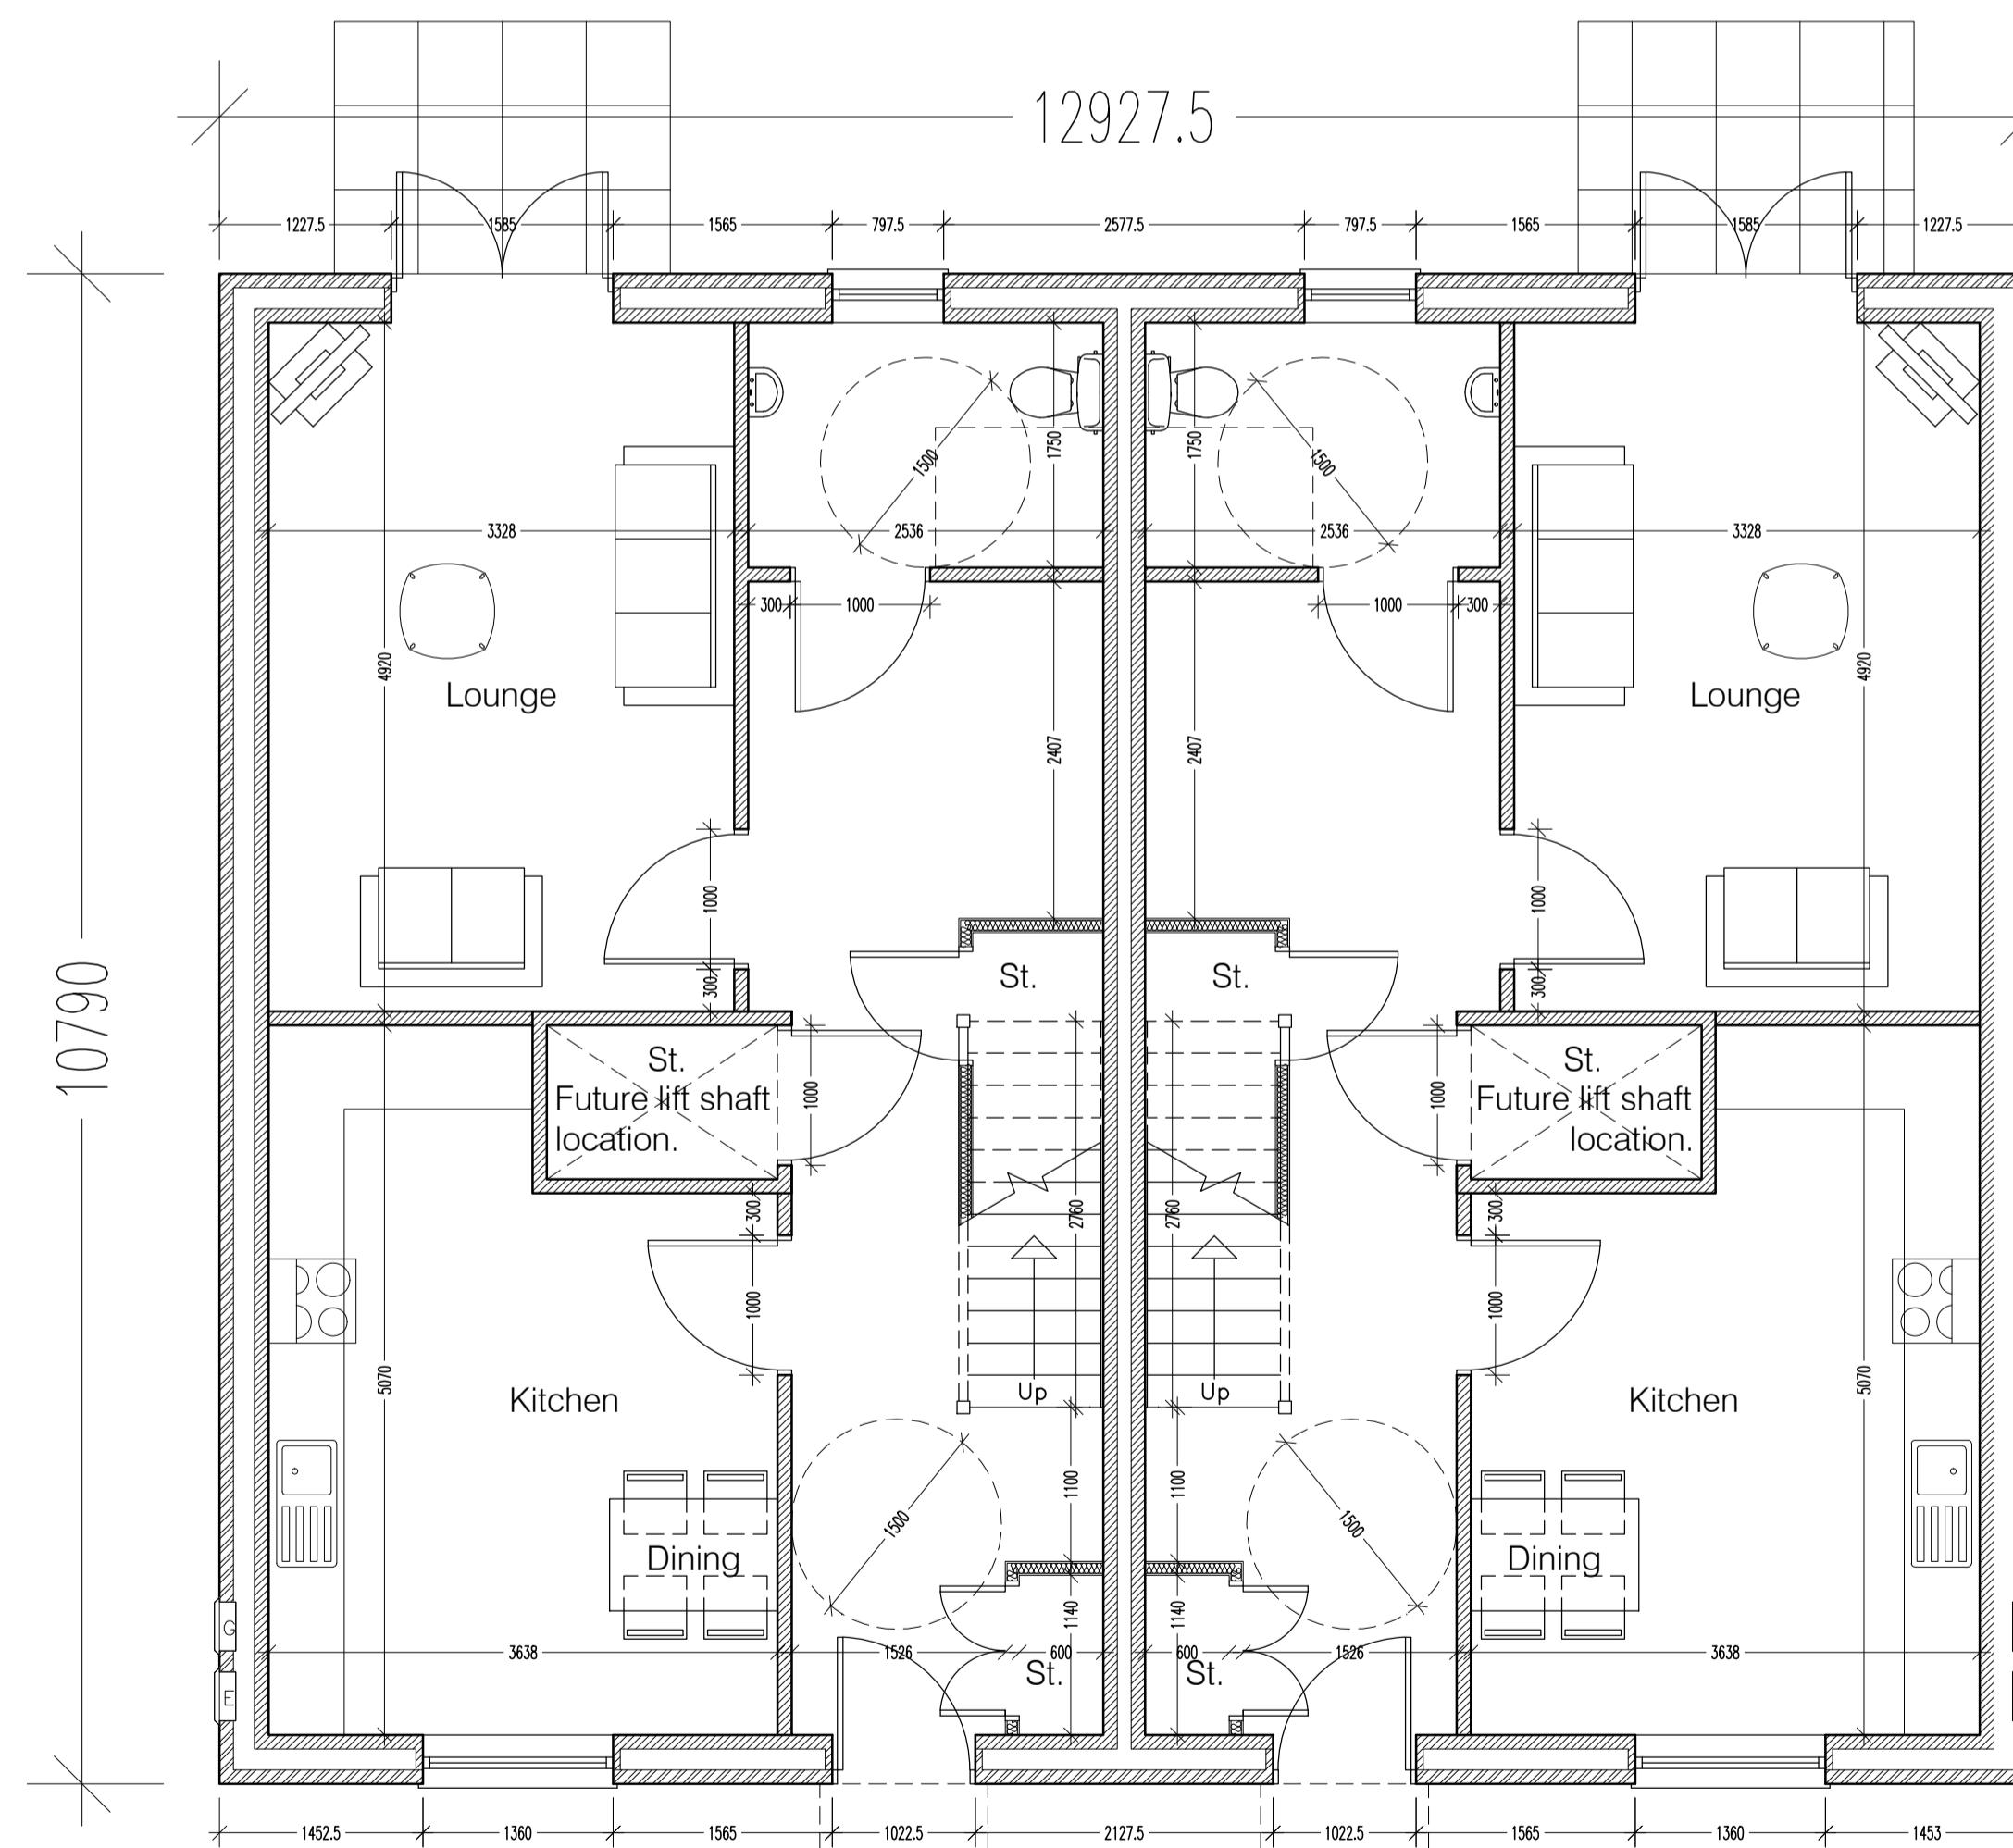 12927.5
1227.5 1585 1565 797.5 2577.5 797.5 1565 1585 1227.5
1750 1750
1500 1500
3328 2536 2536 3328
300 1000 1000 300
4920 4920
Lounge Lounge
2407 2407
1000 1000
St. St.
300 300
10790
St. St.
Future lift shaft Future lift shaft
location. location.
1000 1000
300 2760 2760 300
1000 1000
5070 5070
Up Up
Kitchen Kitchen
1100 1100
1500 1500
Dining Dining
1140 1140
G
3638 1526 600 600 1526 3638
St. St.
E
1452.5 1360 1565 1022.5 2127.5 1022.5 1565 1360 1453